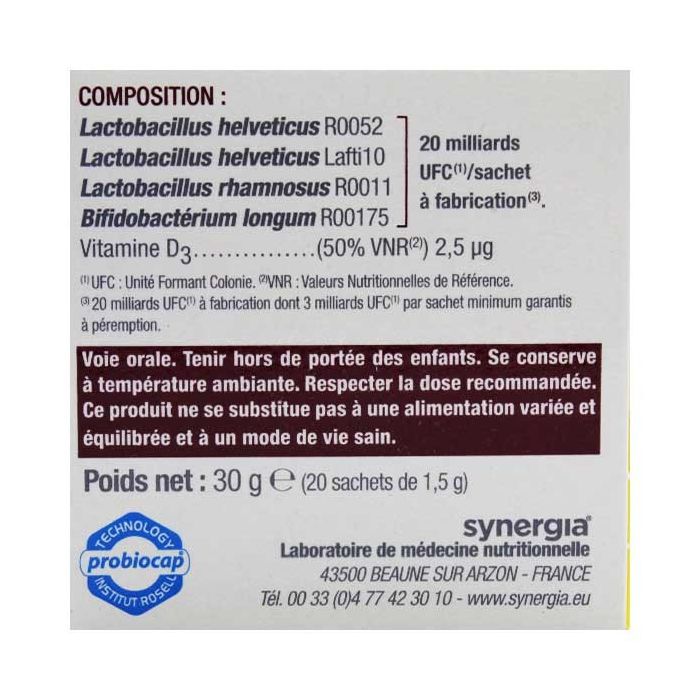 COMPOSITION :
Lactobacillus helveticus R0052
Lactobacillus helveticus Lafti10
Lactobacillus rhamnosus R0011
Bifidobactérium longum R00175
20 milliards
UFC⁽¹⁾/sachet
à fabrication⁽³⁾.
Vitamine D3...............(50% VNR⁽²⁾) 2,5 µg
⁽¹⁾ UFC : Unité Formant Colonie. ⁽²⁾VNR : Valeurs Nutritionnelles de Référence.
⁽³⁾ 20 milliards UFC⁽¹⁾ à fabrication dont 3 milliards UFC⁽¹⁾ par sachet minimum garantis
à péremption.
Voie orale. Tenir hors de portée des enfants. Se conserve
à température ambiante. Respecter la dose recommandée.
Ce produit ne se substitue pas à une alimentation variée et
équilibrée et à un mode de vie sain.
Poids net : 30 g ℮ (20 sachets de 1,5 g)
TECHNOLOGY
probiocap®
INSTITUT ROSELL
synergia®
Laboratoire de médecine nutritionnelle
43500 BEAUNE SUR ARZON - FRANCE
Tél. 00 33 (0)4 77 42 30 10 - www.synergia.eu